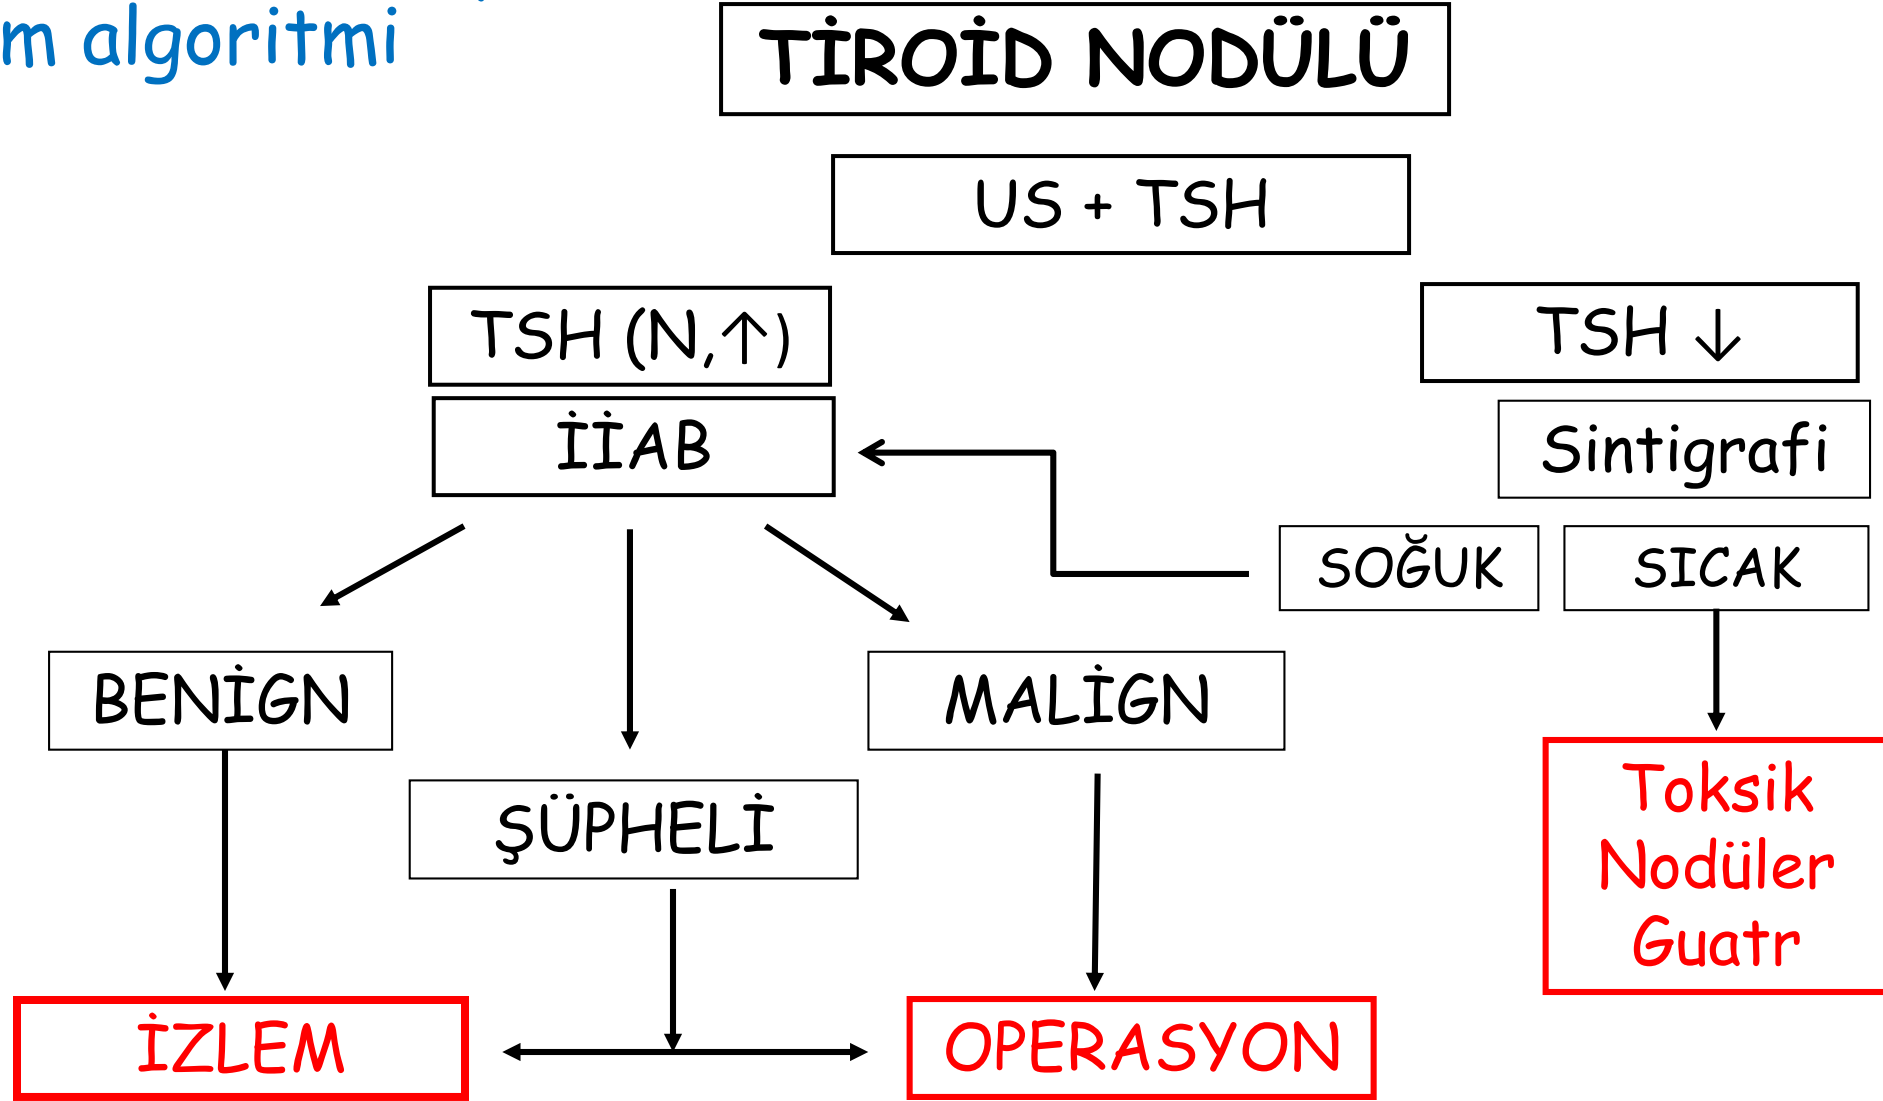 m algoritmi
TİROİD NODÜLÜ
US + TSH
TSH (N,↑)
TSH ↓
İİAB
Sintigrafi
SOĞUK
SICAK
BENİGN
MALİGN
ŞÜPHELİ
Toksik
Nodüler
Guatr
İZLEM
OPERASYON